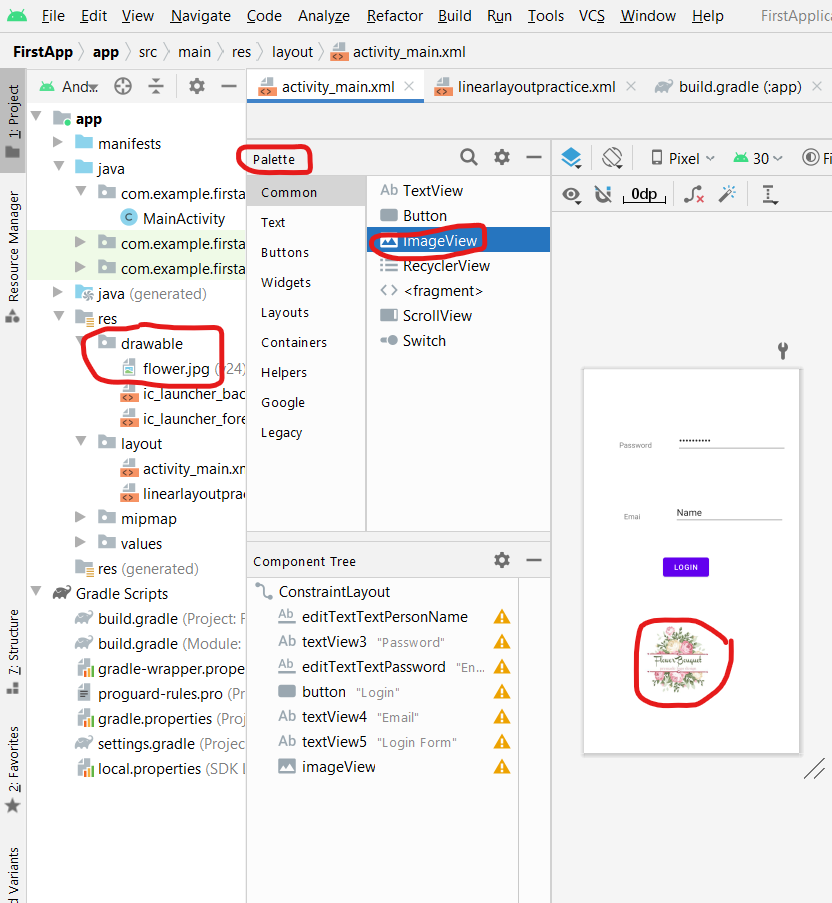 File Edit View Navigate Code Analyze Refactor Build Run Tools VCS Window Help FirstApplica
FirstApp app src main res layout activity_main.xml
1: Project
Resource Manager
7: Structure
2: Favorites
d Variants
And..
app
manifests
java
com.example.firsta
MainActivity
com.example.firsta
com.example.firsta
java (generated)
res
drawable
flower.jpg (v24)
ic_launcher_bac
ic_launcher_fore
layout
activity_main.xm
linearlayoutprac
mipmap
values
res (generated)
Gradle Scripts
build.gradle (Project: F
build.gradle (Module:
gradle-wrapper.prope
proguard-rules.pro (
gradle.properties (Proj
settings.gradle (Projec
local.properties (SDK L
activity_main.xml linearlayoutpractice.xml build.gradle (:app)
Palette
Common
Text
Buttons
Widgets
Layouts
Containers
Helpers
Google
Legacy
Ab TextView
Button
ImageView
RecyclerView
<> <fragment>
ScrollView
Switch
Component Tree
ConstraintLayout
Ab editTextTextPersonName
Ab textView3 "Password"
Ab editTextTextPassword "En...
button "Login"
Ab textView4 "Email"
Ab textView5 "Login Form"
imageView
Pixel 30 Fi
0dp
Password ··········
Emai Name
LOGIN
Flower Bouquet